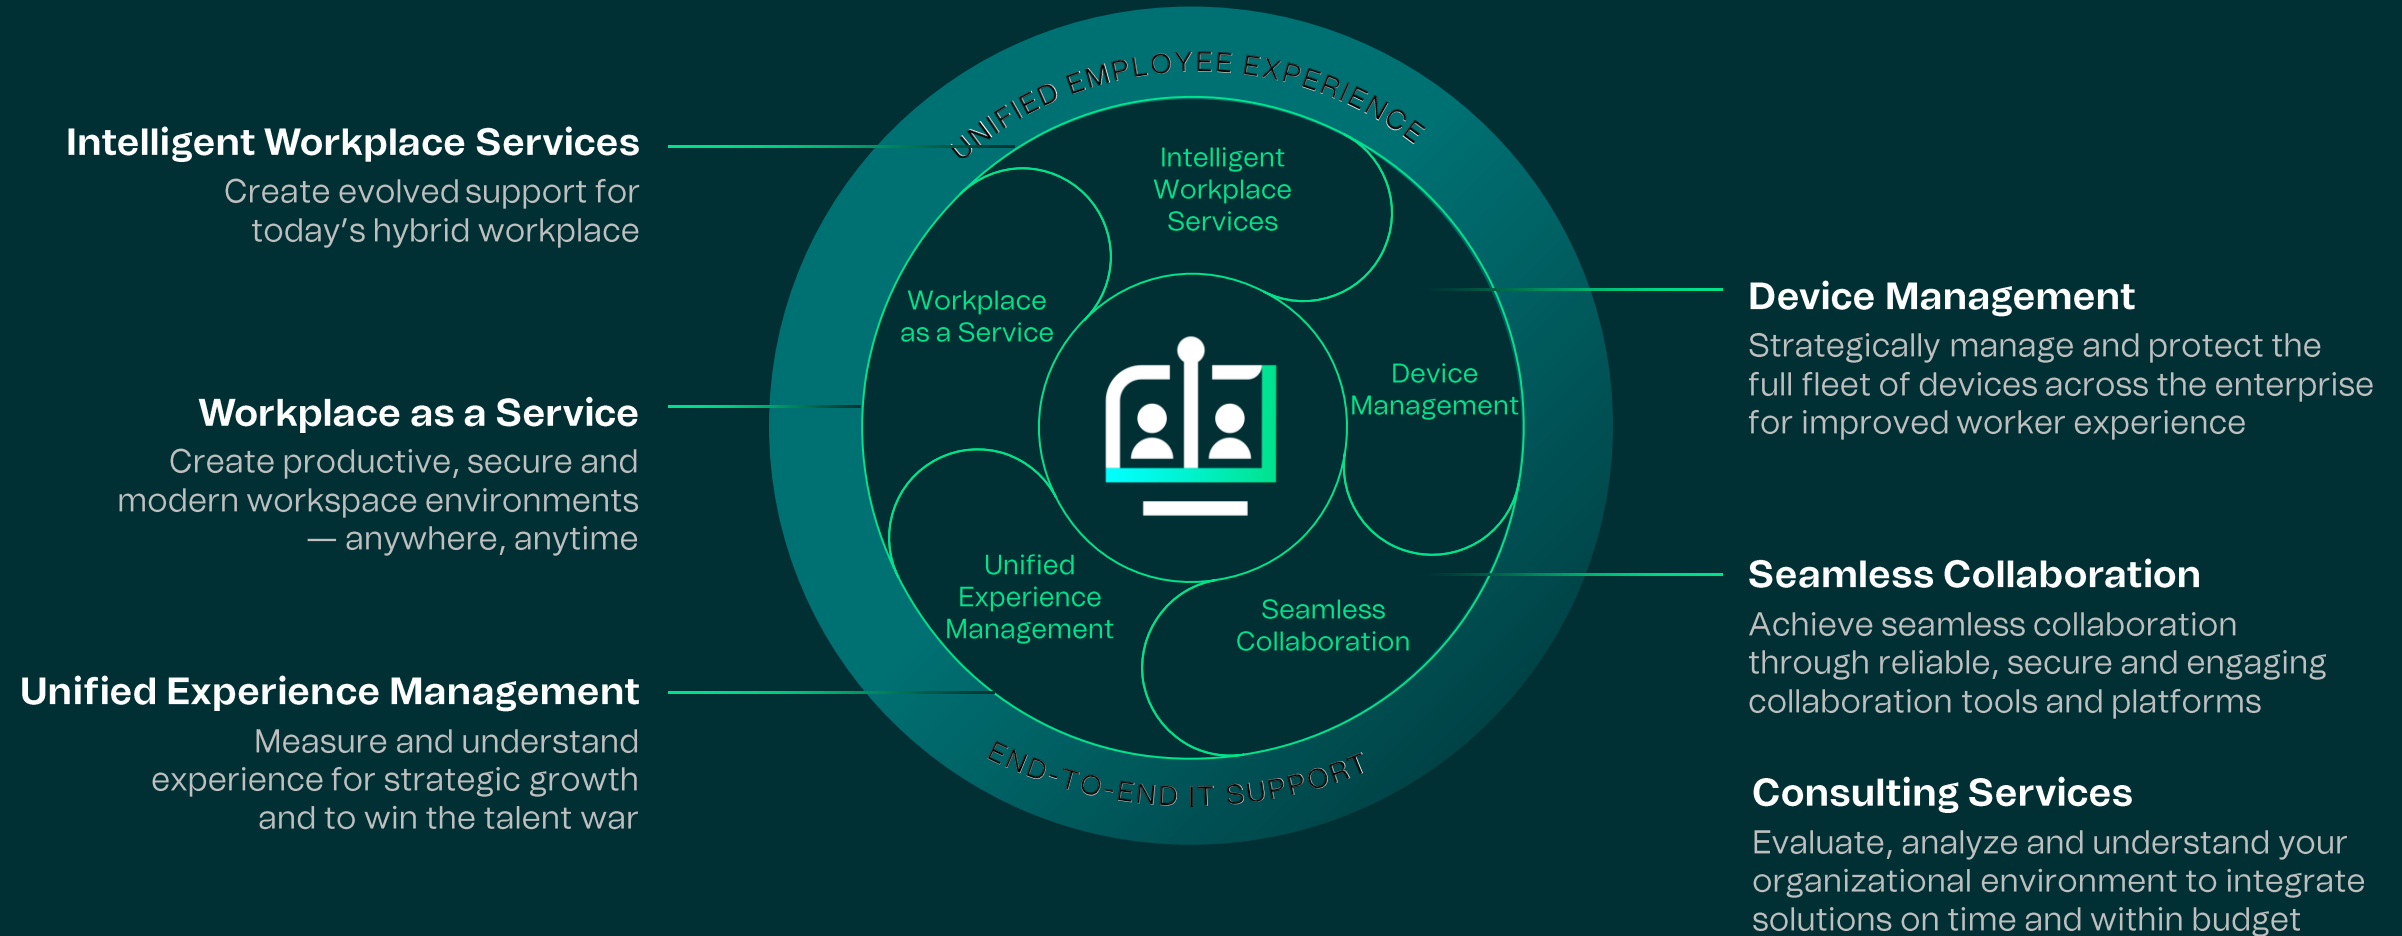 UNIFIED EMPLOYEE EXPERIENCE
Intelligent Workplace Services
Create evolved support for
today’s hybrid workplace
Workplace as a Service
Create productive, secure and
modern workspace environments
— anywhere, anytime
Unified Experience Management
Measure and understand
experience for strategic growth
and to win the talent war
Intelligent
Workplace
Services
Workplace
as a Service
Device
Management
Unified
Experience
Management
Seamless
Collaboration
END-TO-END IT SUPPORT
Device Management
Strategically manage and protect the
full fleet of devices across the enterprise
for improved worker experience
Seamless Collaboration
Achieve seamless collaboration
through reliable, secure and engaging
collaboration tools and platforms
Consulting Services
Evaluate, analyze and understand your
organizational environment to integrate
solutions on time and within budget